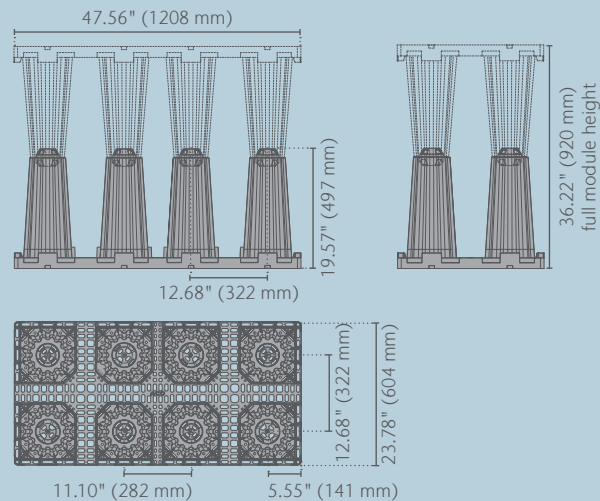 47.56" (1208 mm)
19.57" (497 mm)
36.22" (920 mm)
full module height
12.68" (322 mm)
12.68" (322 mm)
23.78" (604 mm)
11.10" (282 mm)
5.55" (141 mm)